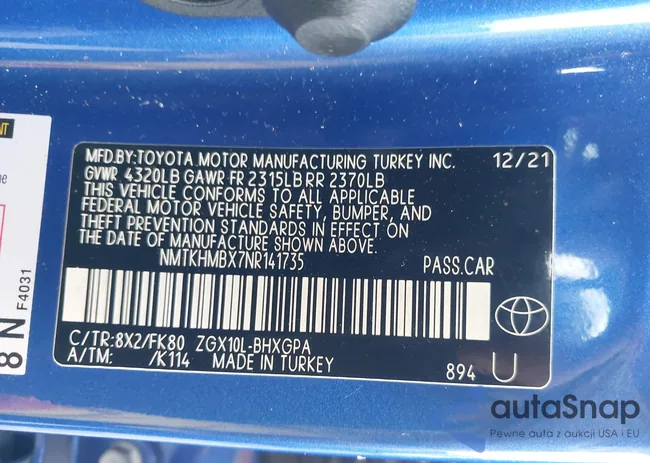 MFD.BY:TOYOTA MOTOR MANUFACTURING TURKEY INC. 12/21
GVWR 4320LB GAWR FR 2315LB RR 2370LB
THIS VEHICLE CONFORMS TO ALL APPLICABLE
FEDERAL MOTOR VEHICLE SAFETY, BUMPER, AND
THEFT PREVENTION STANDARDS IN EFFECT ON
THE DATE OF MANUFACTURE SHOWN ABOVE.
NMTKHMBX7NR141735 PASS.CAR
C/TR:8X2/FK80 ZGX10L-BHXGPA
A/TM: /K114 MADE IN TURKEY 894 U
8 N
F4031
autaSnap
Pewne auta z aukcji USA i EU